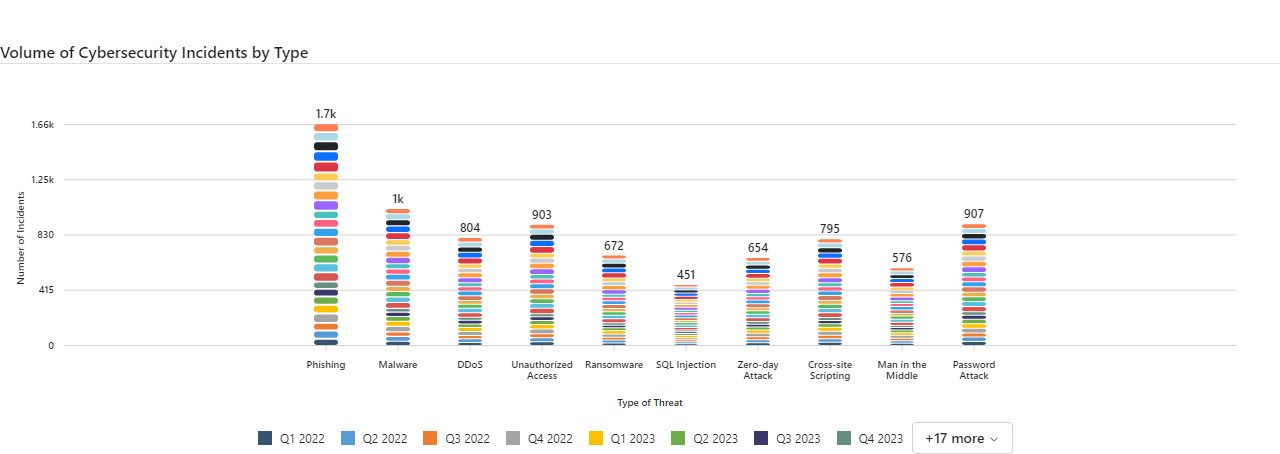 Volume of Cybersecurity Incidents by Type
1.7k
1.66k
1k
804
903
672
451
654
795
576
907
1.25k
830
415
0
Number of Incidents
Phishing
Malware
DDoS
Unauthorized
Access
Ransomware
SQL Injection
Zero-day
Attack
Cross-site
Scripting
Man in the
Middle
Password
Attack
Type of Threat
Q1 2022 Q2 2022 Q3 2022 Q4 2022 Q1 2023 Q2 2023 Q3 2023 Q4 2023 +17 more